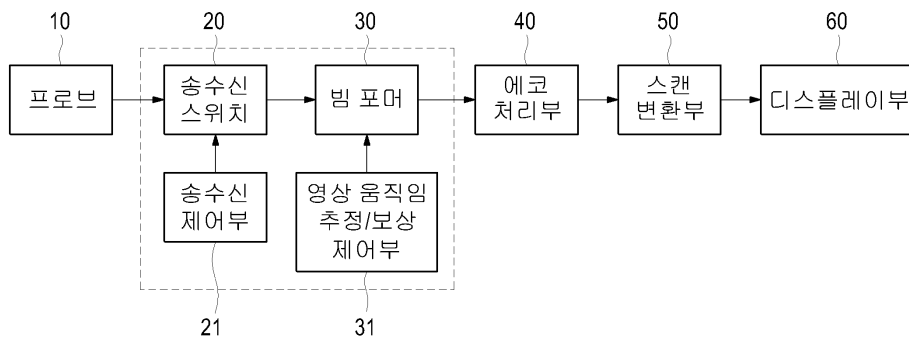 10
20
30
40
50
60
프로브
송수신
스위치
빔 포머
에코
처리부
스캔
변환부
디스플레이부
송수신
제어부
영상 움직임
추정/보상
제어부
21
31